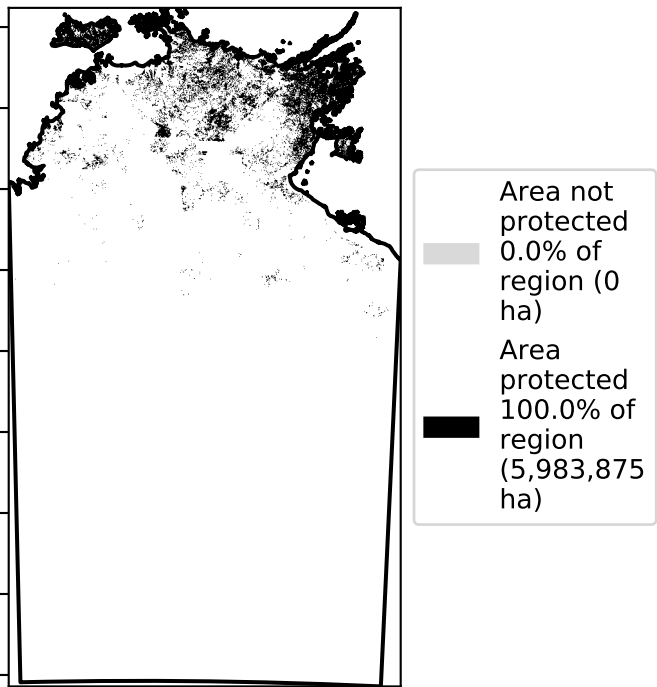 Area not
protected
0.0% of
region (0
ha)
Area
protected
100.0% of
region
(5,983,875
ha)